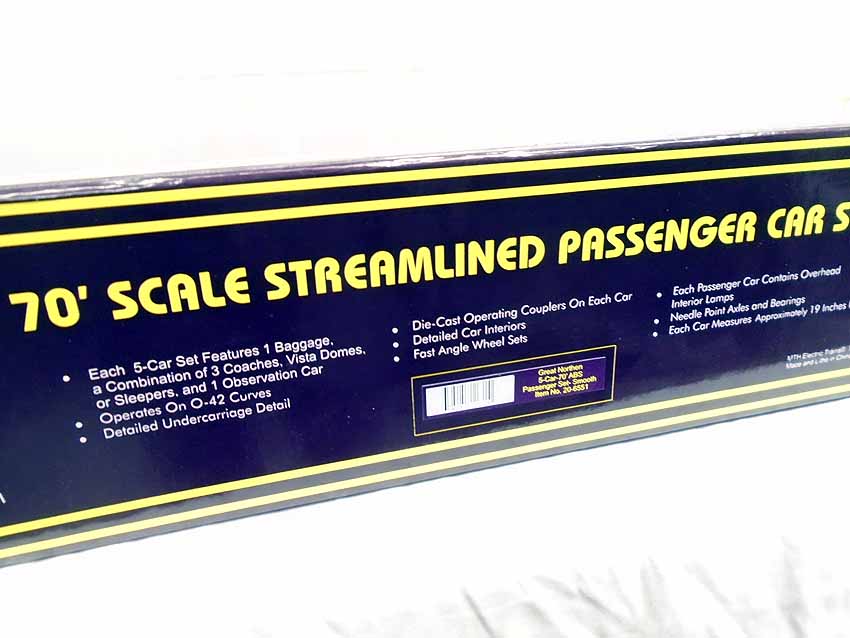 70' SCALE STREAMLINED PASSENGER CAR S
• Each 5-Car Set Features 1 Baggage,
a Combination of 3 Coaches, Vista Domes,
or Sleepers, and 1 Observation Car
• Operates On O-42 Curves
• Detailed Undercarriage Detail
• Die-Cast Operating Couplers On Each Car
• Detailed Car Interiors
• Fast Angle Wheel Sets
Great Northen
5-Car-70'ABS
Passenger Set- Smooth
Item No. 20-6551
• Each Passenger Car Contains Overhead
Interior Lamps
• Needle Point Axles and Bearings
• Each Car Measures Approximately 19 Inches
MTH Electric Trains®
Made and Litho in China